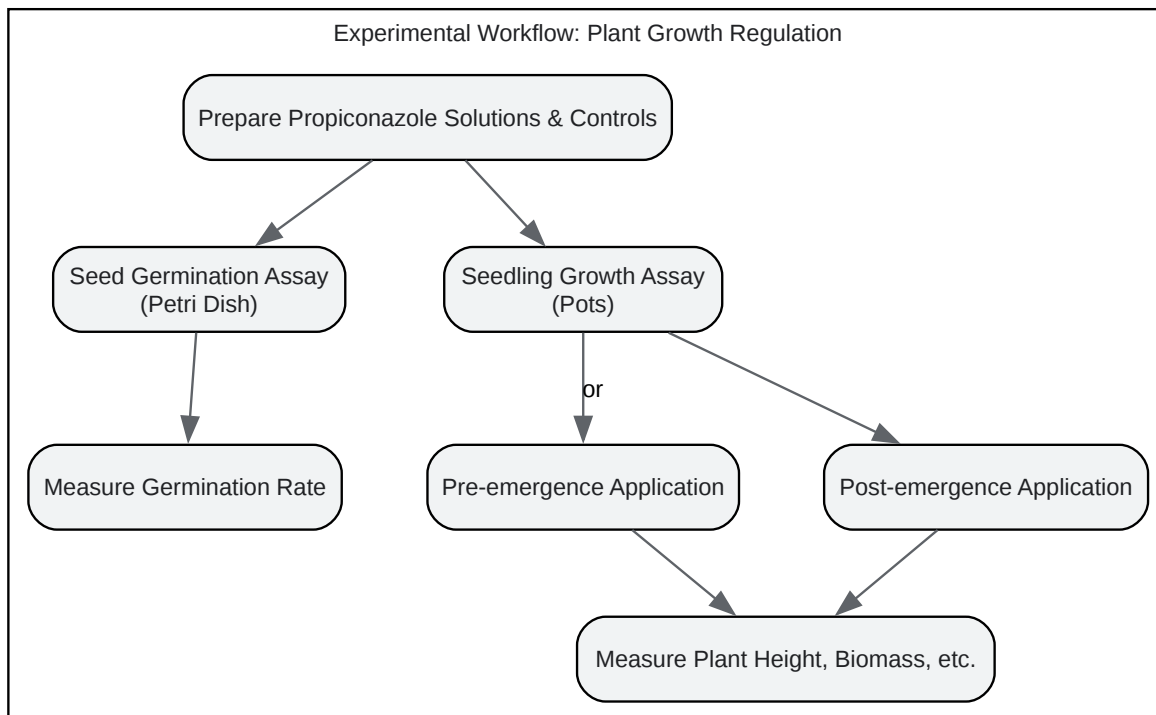 Experimental Workflow: Plant Growth Regulation
Prepare Propiconazole Solutions & Controls
Seed Germination Assay
(Petri Dish)
Seedling Growth Assay
(Pots)
or
Measure Germination Rate
Pre-emergence Application
Post-emergence Application
Measure Plant Height, Biomass, etc.